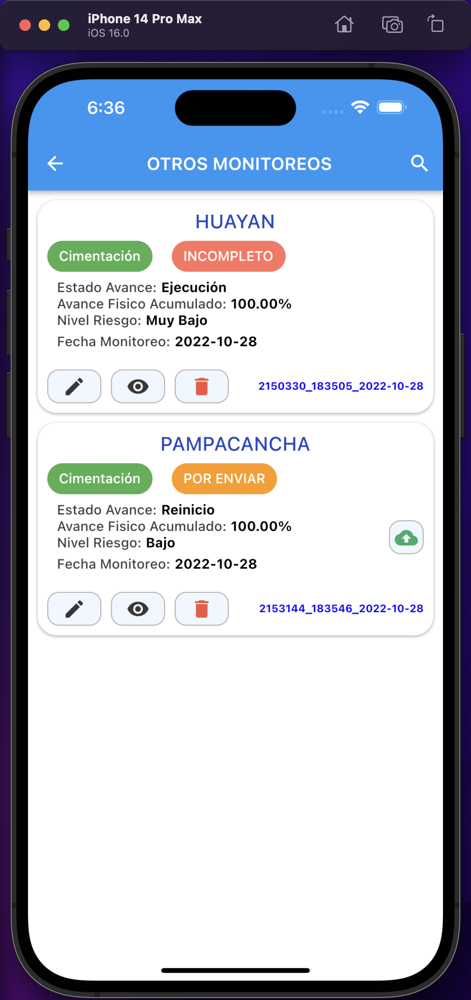 iPhone 14 Pro Max
iOS 16.0
6:36
OTROS MONITOREOS
HUAYAN
Cimentación INCOMPLETO
Estado Avance: Ejecución
Avance Fisico Acumulado: 100.00%
Nivel Riesgo: Muy Bajo
Fecha Monitoreo: 2022-10-28
2150330_183505_2022-10-28
PAMPACANCHA
Cimentación POR ENVIAR
Estado Avance: Reinicio
Avance Fisico Acumulado: 100.00%
Nivel Riesgo: Bajo
Fecha Monitoreo: 2022-10-28
2153144_183546_2022-10-28